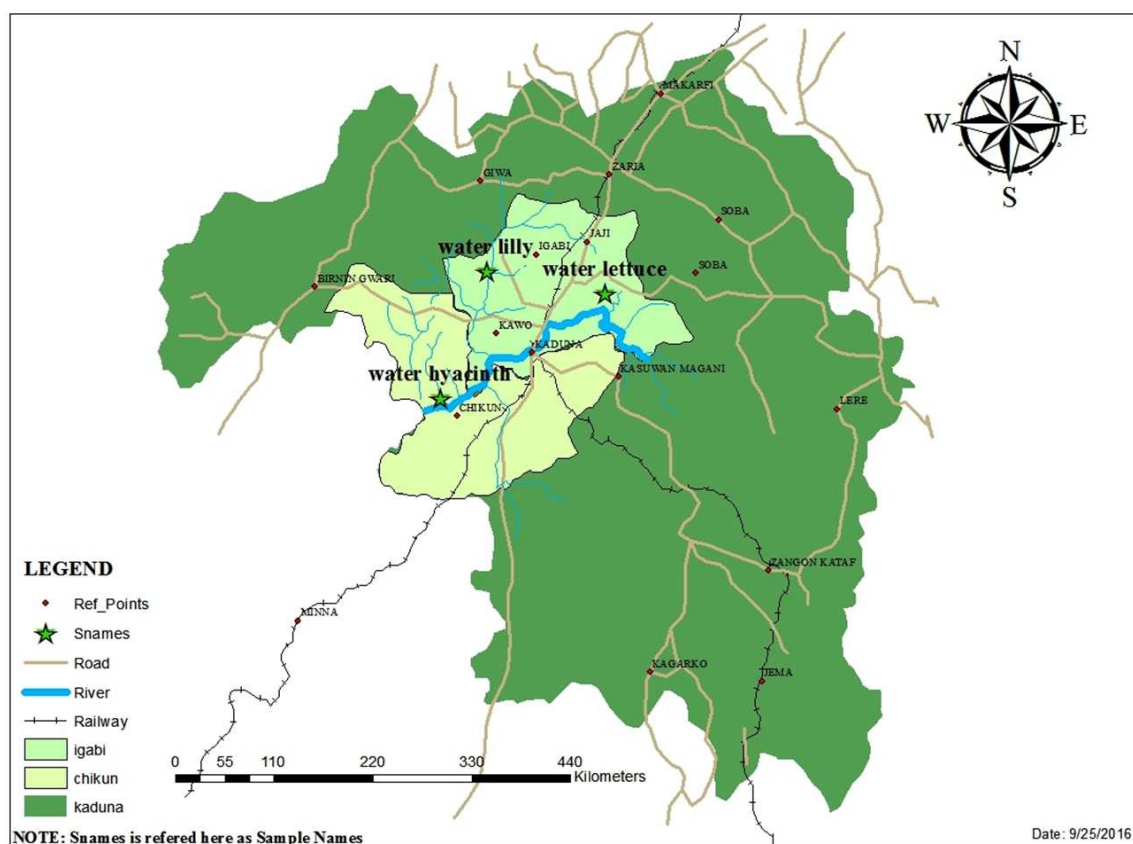 N
W
E
S
MAKARFI
ZARIA
GIWA
SOBA
JAJI
IGABI
water lilly
water lettuce
SOBA
BIRNIN GWARI
KAWO
KADUNA
KASUWAN MAGANI
water hyacinth
CHIKUN
LERE
ZANGON KATAF
MINNA
KAGARKO
JEMA
LEGEND
Ref_Points
Snames
Road
River
Railway
igabi
chikun
kaduna
0 55 110 220 330 440
Kilometers
NOTE: Snames is refered here as Sample Names
Date: 9/25/2016